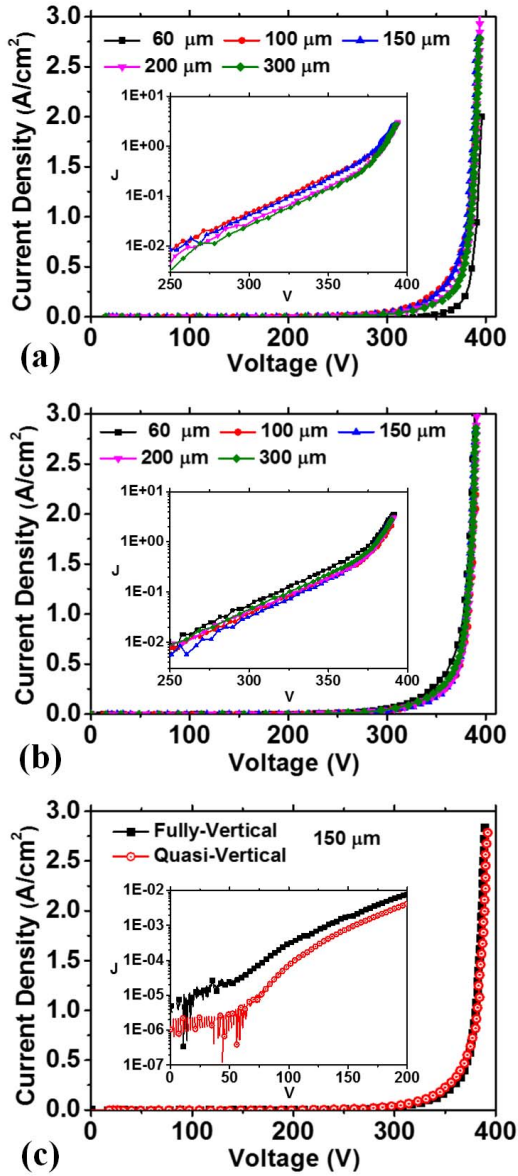 3.0
2.5
2.0
1.5
1.0
0.5
0.0
Current Density (A/cm²)
60 μm 100 μm 150 μm
200 μm 300 μm
1E+01
1E+00
1E-01
1E-02
J
250 300 350 400
V
0 100 200 300 400
Voltage (V)
(a)
3.0
2.5
2.0
1.5
1.0
0.5
0.0
Current Density (A/cm²)
60 μm 100 μm 150 μm
200 μm 300 μm
1E+01
1E+00
1E-01
1E-02
J
250 300 350 400
V
0 100 200 300 400
Voltage (V)
(b)
3.0
2.5
2.0
1.5
1.0
0.5
0.0
Current Density (A/cm²)
Fully-Vertical 150 μm
Quasi-Vertical
1E-02
1E-03
1E-04
1E-05
1E-06
1E-07
J
0 50 100 150 200
V
0 100 200 300 400
Voltage (V)
(c)